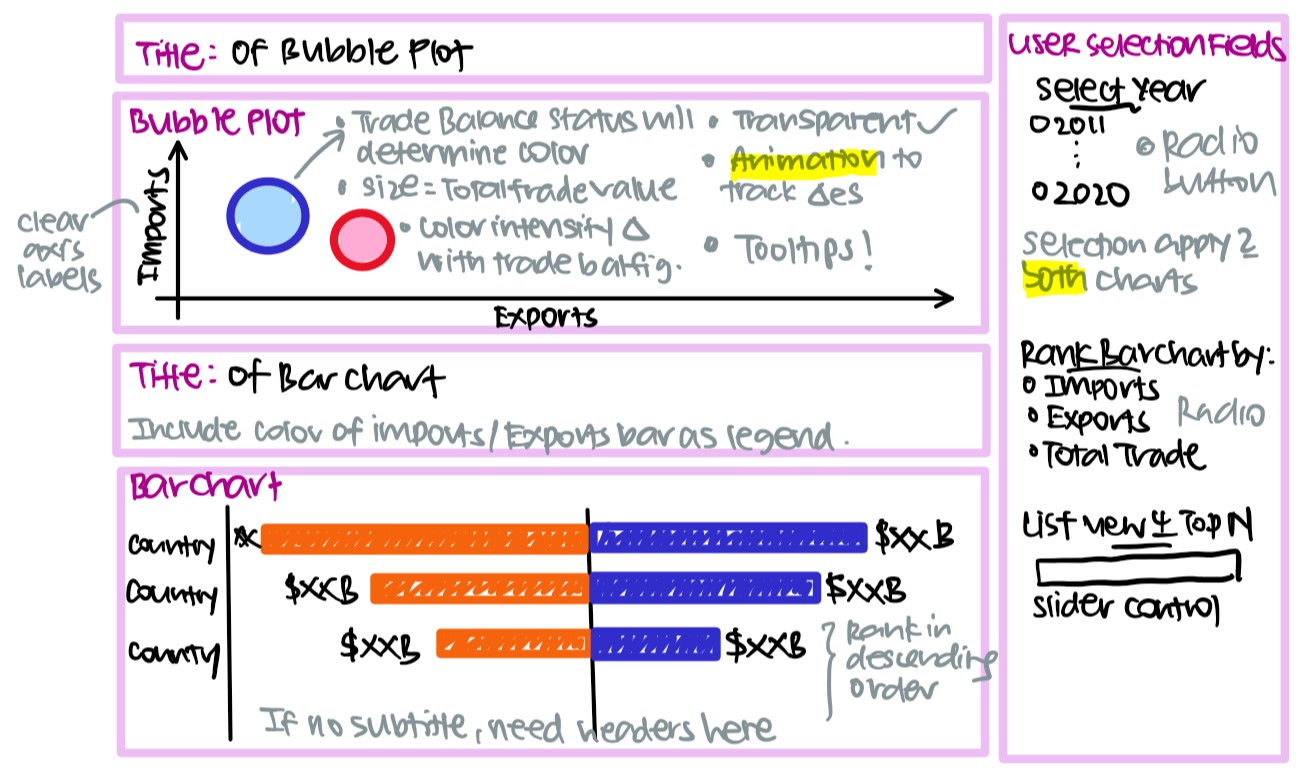 Title: Of Bubble Plot
Bubble Plot
• Trade Balance Status will
determine color
• size = Total trade value
• color intensity Δ
with trade bal fig.
• Transparent ✓
• Animation to
track Δes
• Tooltips!
clear
axis
labels
Imports
Exports
Title: Of Bar chart
Include color of imports/Exports bar as legend.
Bar chart
Country
$XXB
Country $XXB
$XXB
Country $XXB
$XXB
Rank in
descending
order
If no subtitle, need headers here
User Selection Fields
Select Year
O 2011
⋮
O 2020
Radio
button
Selection apply 2
both charts
Rank Bar chart by:
• Imports
• Exports
• Total Trade
Radio
List view Top N
Slider control